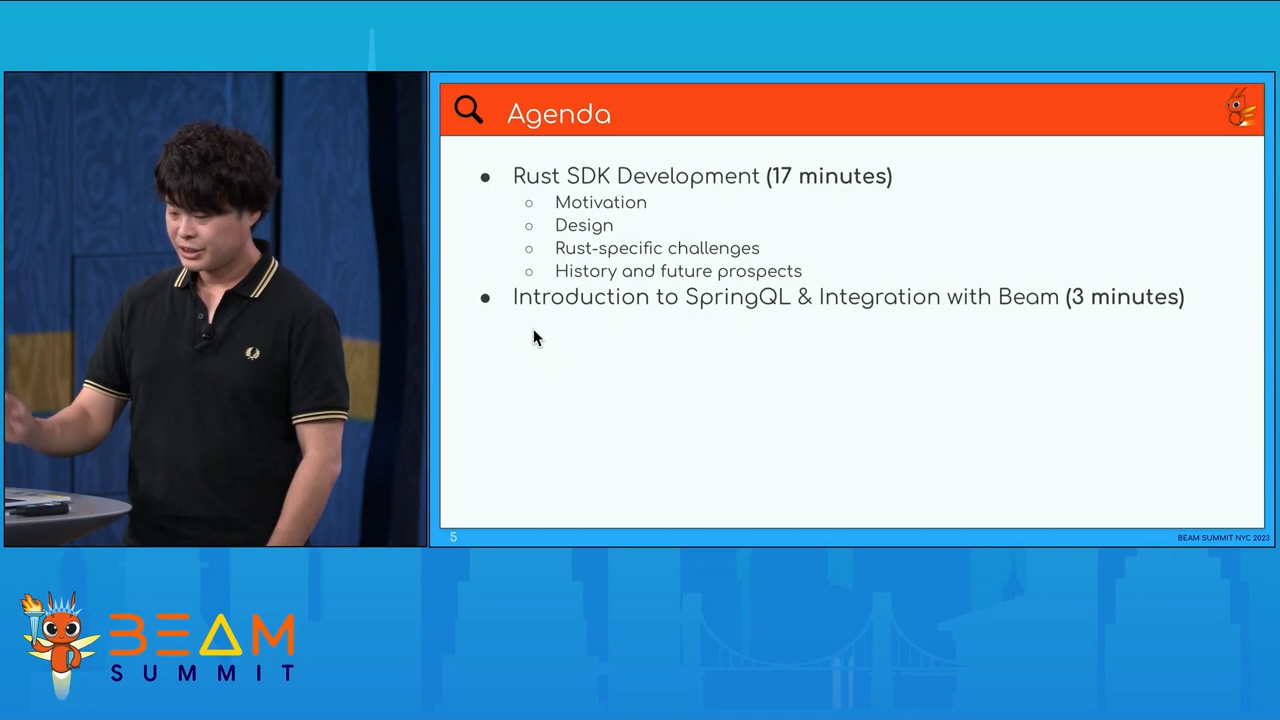 Agenda
● Rust SDK Development (17 minutes)
○ Motivation
○ Design
○ Rust-specific challenges
○ History and future prospects
● Introduction to SpringQL & Integration with Beam (3 minutes)
5
BEAM SUMMIT NYC 2023
BEAM
SUMMIT